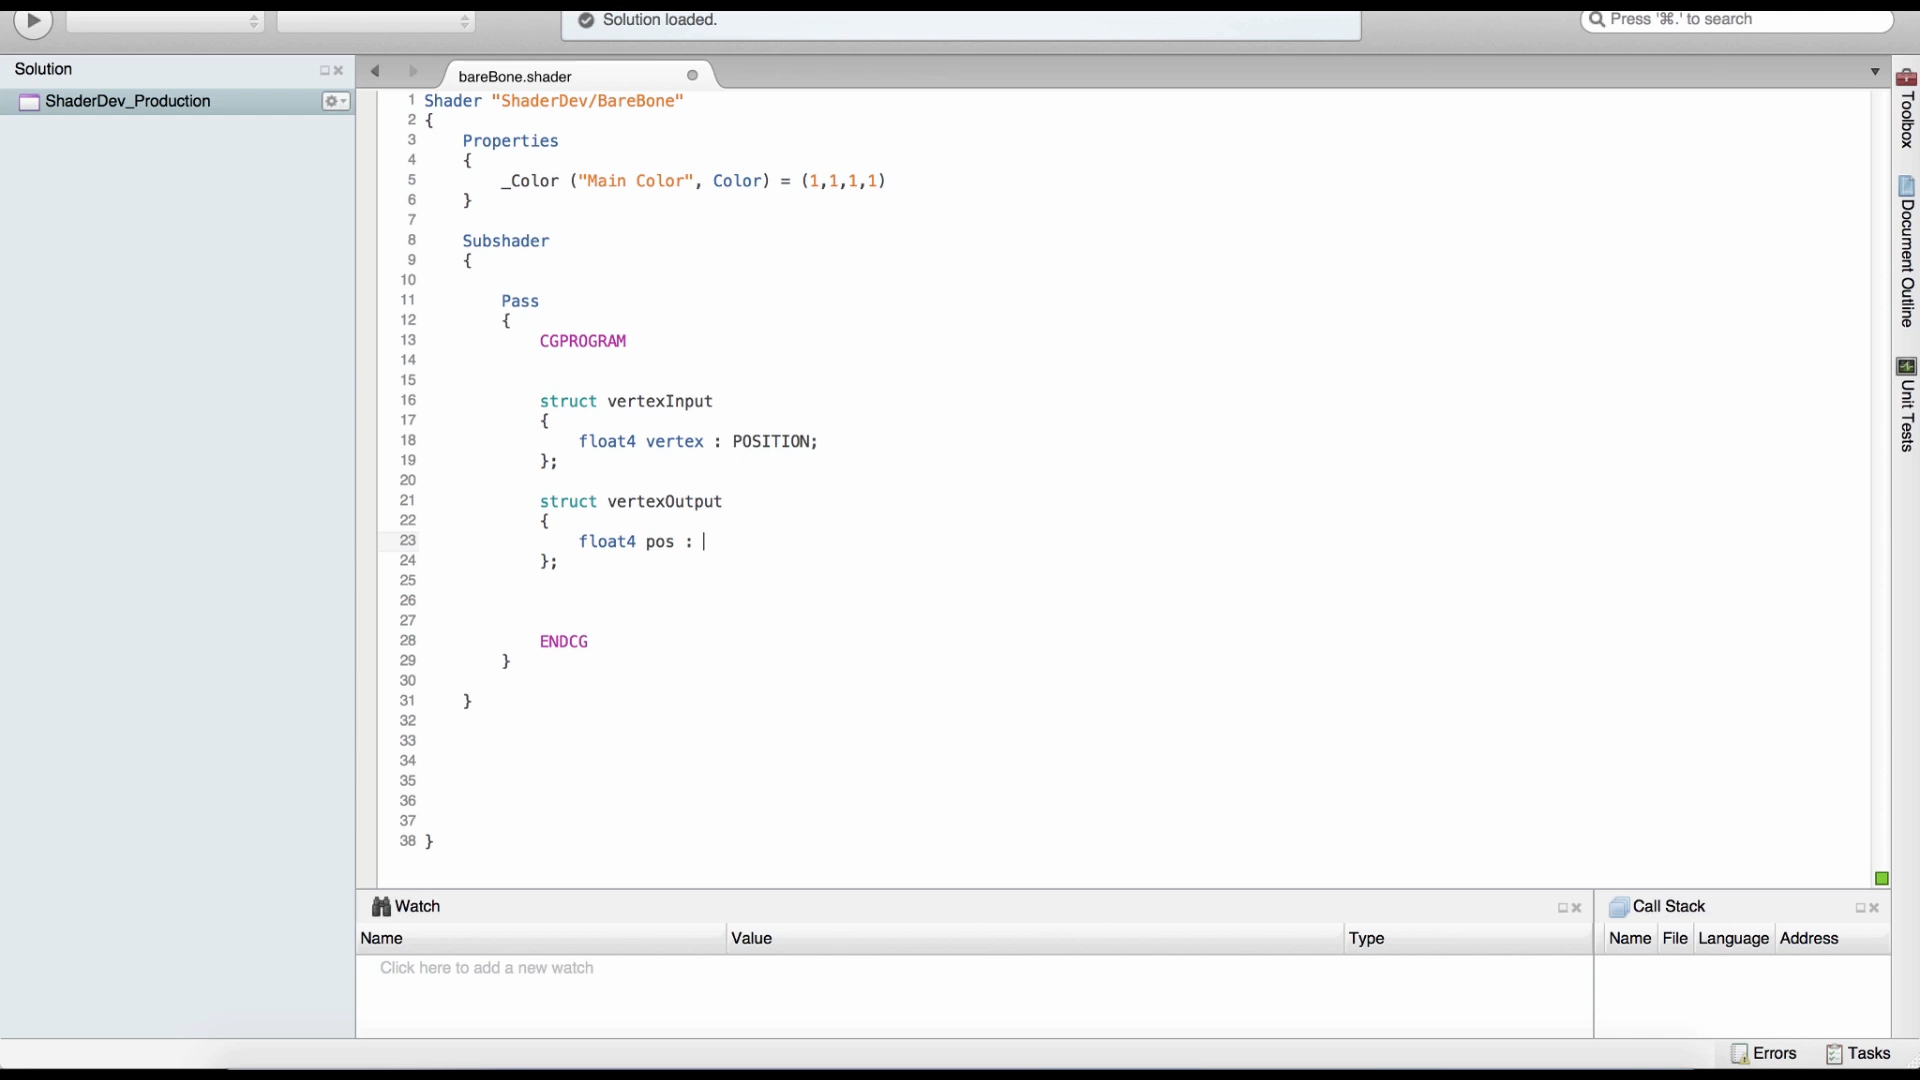 Solution loaded.
Press '⌘.' to search
Solution
ShaderDev_Production
bareBone.shader
1 Shader "ShaderDev/BareBone"
2 {
3 Properties
4 {
5 _Color ("Main Color", Color) = (1,1,1,1)
6 }
7
8 Subshader
9 {
10
11 Pass
12 {
13 CGPROGRAM
14
15
16 struct vertexInput
17 {
18 float4 vertex : POSITION;
19 };
20
21 struct vertexOutput
22 {
23 float4 pos :
24 };
25
26
27
28 ENDCG
29 }
30
31 }
32
33
34
35
36
37
38 }
Toolbox
Document Outline
Unit Tests
Watch
Name Value Type
Click here to add a new watch
Call Stack
Name File Language Address
Errors Tasks